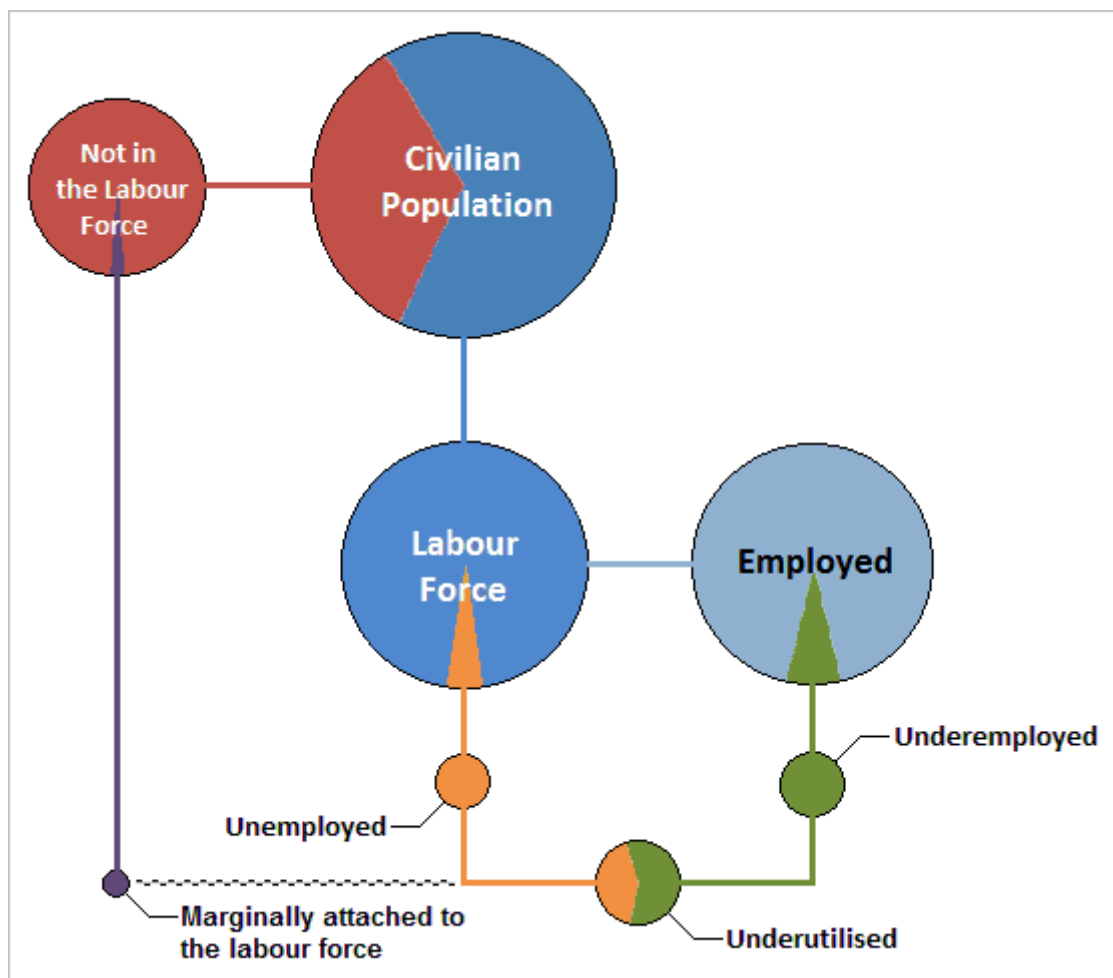 Civilian
Population
Not in
the Labour
Force
Labour
Force
Employed
Underemployed
Unemployed
Marginally attached to
the labour force
Underutilised